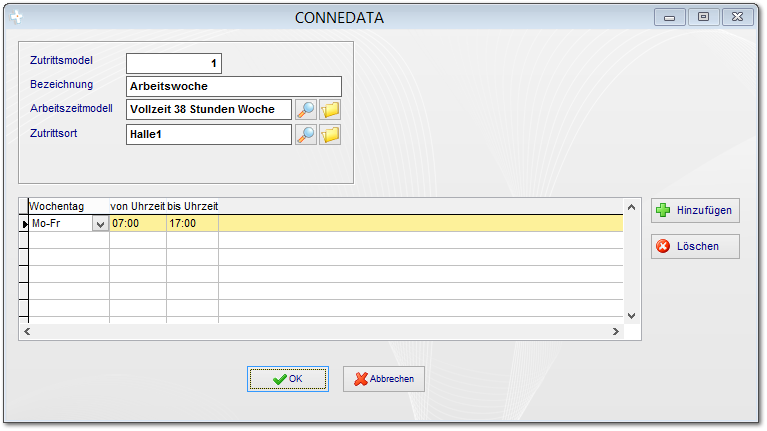 CONNEDATA
Zutrittsmodel 1
Bezeichnung Arbeitswoche
Arbeitszeitmodell Vollzeit 38 Stunden Woche
Zutrittsort Halle1
Wochentag von Uhrzeit bis Uhrzeit
Mo-Fr 07:00 17:00
Hinzufügen
Löschen
OK Abbrechen